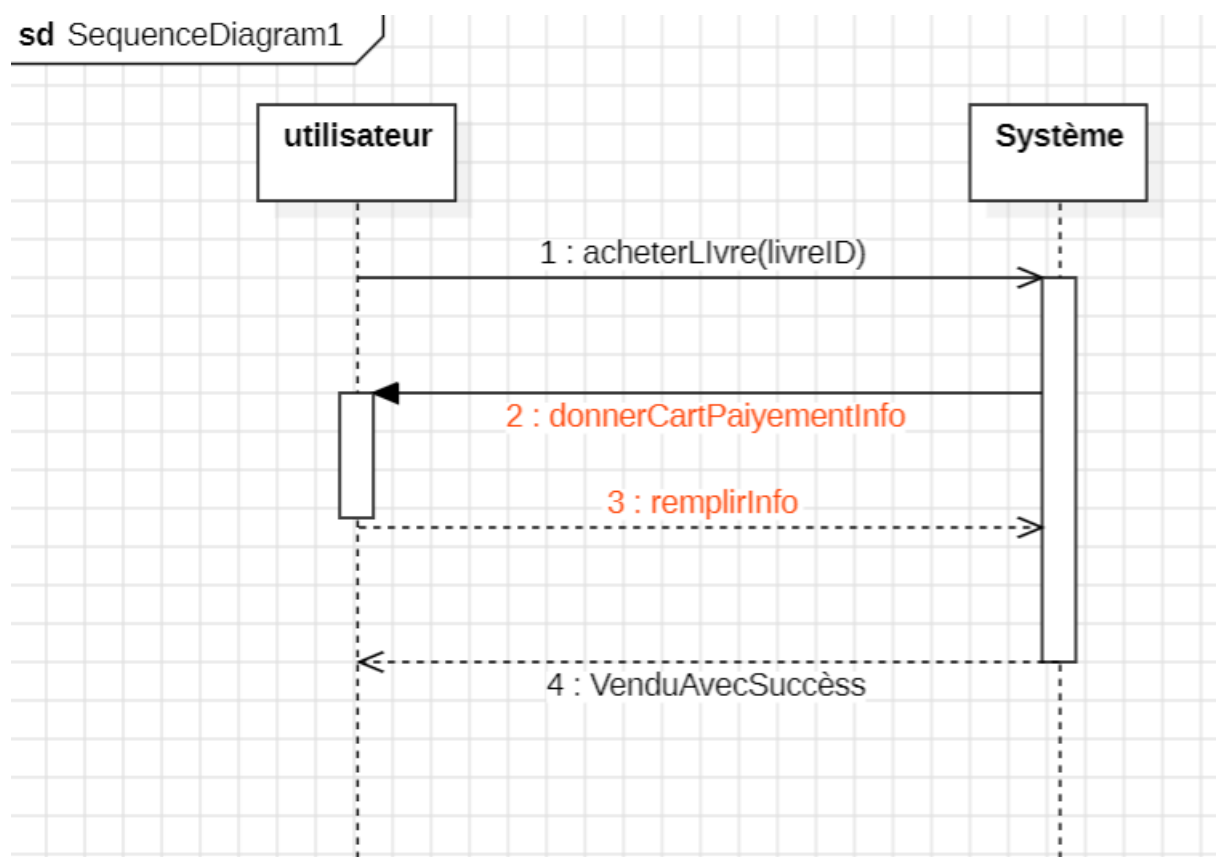 sd SequenceDiagram1
utilisateur
Système
1 : acheterLIvre(livreID)
2 : donnerCartPaiyementInfo
3 : remplirInfo
4 : VenduAvecSuccèss